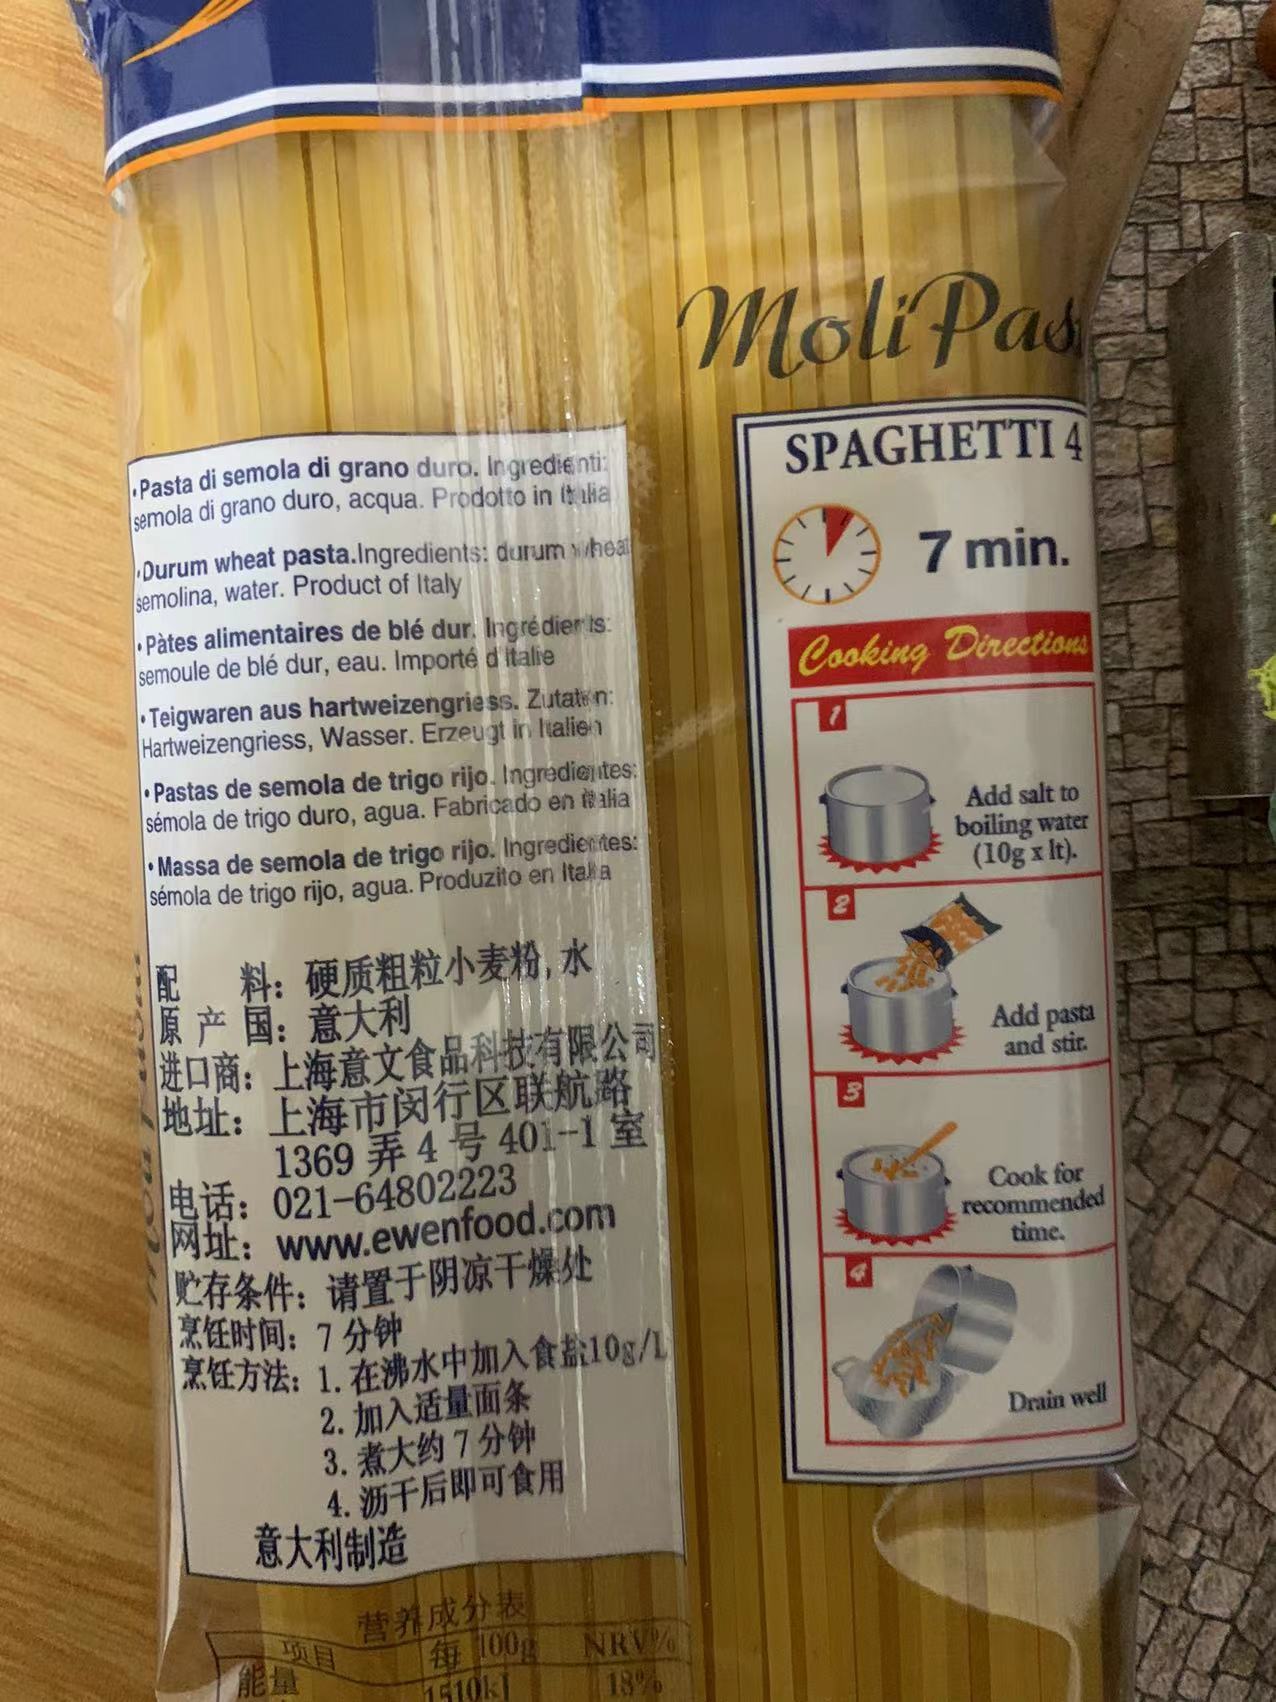 Moli Pas
• Pasta di semola di grano duro. Ingredienti:
semola di grano duro, acqua. Prodotto in Italia
• Durum wheat pasta.Ingredients: durum wheat
semolina, water. Product of Italy
• Pàtes alimentaires de blé dur. Ingrédients:
semoule de blé dur, eau. Importé d'Italie
• Teigwaren aus hartweizengriess. Zutaten:
Hartweizengriess, Wasser. Erzeugt in Italien
• Pastas de semola de trigo rijo. Ingredientes:
sémola de trigo duro, agua. Fabricado en Italia
• Massa de semola de trigo rijo. Ingredientes:
sémola de trigo rijo, agua. Produzito en Italia
配 料: 硬质粗粒小麦粉, 水
原 产 国: 意大利
进口商: 上海意文食品科技有限公司
地址: 上海市闵行区联航路
1369 弄 4 号 401-1 室
电话: 021-64802223
网址: www.ewenfood.com
贮存条件: 请置于阴凉干燥处
烹饪时间: 7 分钟
烹饪方法: 1. 在沸水中加入食盐10g/L
2. 加入适量面条
3. 煮大约 7 分钟
4. 沥干后即可食用
意大利制造
营养成分表
项目 每 100g NRV%
能量 1510kJ 18%
SPAGHETTI 4
7 min.
Cooking Directions
1
Add salt to
boiling water
(10g x lt).
2
Add pasta
and stir.
3
Cook for
recommended
time.
4
Drain well